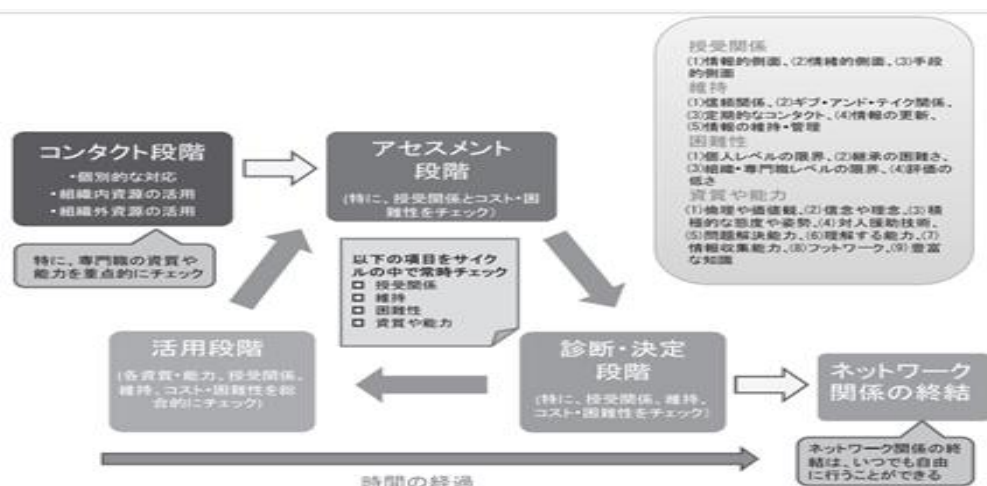 コンタクト段階
・個別的な対応
・組織内資源の活用
・組織外資源の活用
特に、専門職の資質や
能力を重点的にチェック
アセスメント
段階
(特に、授受関係とコスト・困
難性をチェック)
授受関係
(1)情報的側面、(2)情緒的側面、(3)手段
的側面
維持
(1)信頼関係、(2)ギブ・アンド・テイク関係、
(3)定期的なコンタクト、(4)情報の更新、
(5)情報の維持・管理
困難性
(1)個人レベルの限界、(2)継承の困難さ、
(3)組織・専門職レベルの限界、(4)評価の
低さ
資質や能力
(1)倫理や価値観、(2)信念や理念、(3)積
極的な態度や姿勢、(4)対人援助技術、
(5)問題解決能力、(6)理解する能力、(7)
情報収集能力、(8)フットワーク、(9)豊富
な知識
以下の項目をサイク
ルの中で常時チェック
□ 授受関係
□ 維持
□ 困難性
□ 資質や能力
活用段階
(各資質・能力、授受関係、
維持、コスト・困難性を総
合的にチェック)
診断・決定
段階
(特に、授受関係、維持、
コスト・困難性をチェック)
ネットワーク
関係の終結
ネットワーク関係の終
結は、いつでも自由
に行うことができる
時間の経過